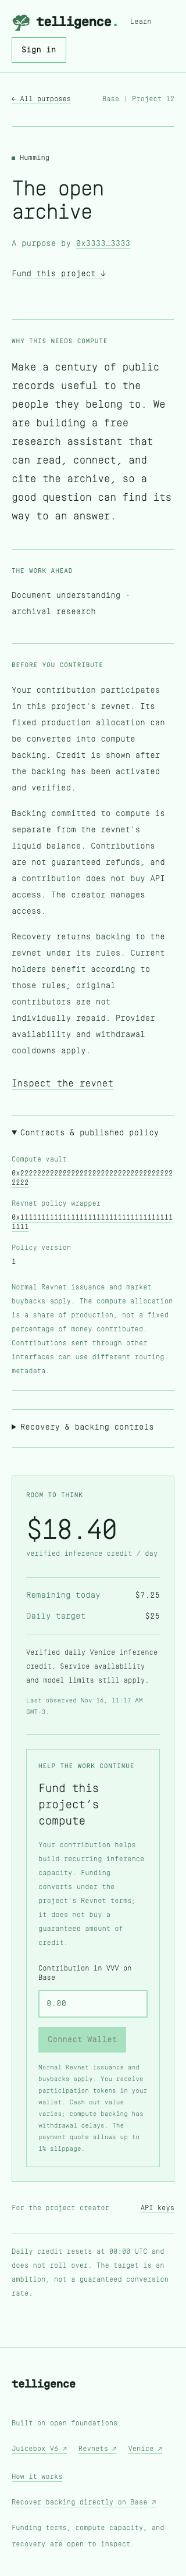 telligence.
Learn
Sign in
← All purposes
Base | Project 12
Humming
The open
archive
A purpose by 0x3333…3333
Fund this project ↓
WHY THIS NEEDS COMPUTE
Make a century of public
records useful to the
people they belong to. We
are building a free
research assistant that
can read, connect, and
cite the archive, so a
good question can find its
way to an answer.
THE WORK AHEAD
Document understanding ·
archival research
BEFORE YOU CONTRIBUTE
Your contribution participates
in this project's revnet. Its
fixed production allocation can
be converted into compute
backing. Credit is shown after
the backing has been activated
and verified.
Backing committed to compute is
separate from the revnet's
liquid balance. Contributions
are not guaranteed refunds, and
a contribution does not buy API
access. The creator manages
access.
Recovery returns backing to the
revnet under its rules. Current
holders benefit according to
those rules; original
contributors are not
individually repaid. Provider
availability and withdrawal
cooldowns apply.
Inspect the revnet
▼ Contracts & published policy
Compute vault
0x222222222222222222222222222222222222
2222
Revnet policy wrapper
0x111111111111111111111111111111111111
1111
Policy version
1
Normal Revnet issuance and market
buybacks apply. The compute allocation
is a share of production, not a fixed
percentage of money contributed.
Contributions sent through other
interfaces can use different routing
metadata.
▶ Recovery & backing controls
ROOM TO THINK
$18.40
verified inference credit / day
Remaining today $7.25
Daily target $25
Verified daily Venice inference
credit. Service availability
and model limits still apply.
Last observed Nov 16, 11:17 AM
GMT-3.
HELP THE WORK CONTINUE
Fund this
project's
compute
Your contribution helps
build recurring inference
capacity. Funding
converts under the
project's Revnet terms;
it does not buy a
guaranteed amount of
credit.
Contribution in VVV on
Base
0.00
Connect Wallet
Normal Revnet issuance and
buybacks apply. You receive
participation tokens in your
wallet. Cash out value
varies; compute backing has
withdrawal delays. The
payment quote allows up to
1% slippage.
For the project creator
API keys
Daily credit resets at 00:00 UTC and
does not roll over. The target is an
ambition, not a guaranteed conversion
rate.
telligence
Built on open foundations.
Juicebox V6 ↗ Revnets ↗ Venice ↗
How it works
Recover backing directly on Base ↗
Funding terms, compute capacity, and
recovery are open to inspect.